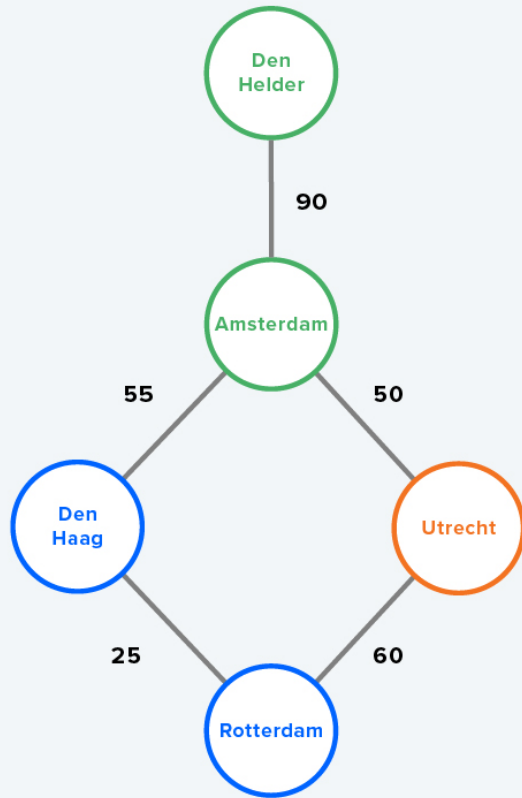 Den
Helder
90
Amsterdam
55
50
Den
Haag
Utrecht
25
60
Rotterdam